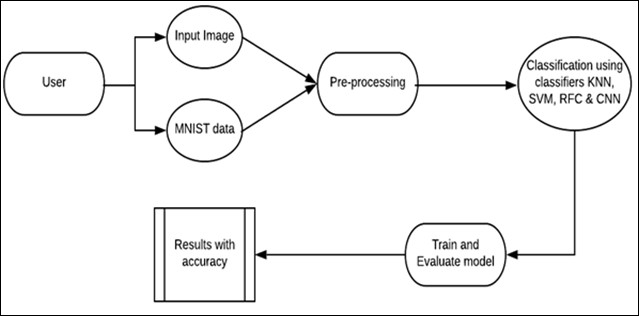 User
Input Image
MNIST data
Pre-processing
Classification using
classifiers KNN,
SVM, RFC & CNN
Train and
Evaluate model
Results with
accuracy